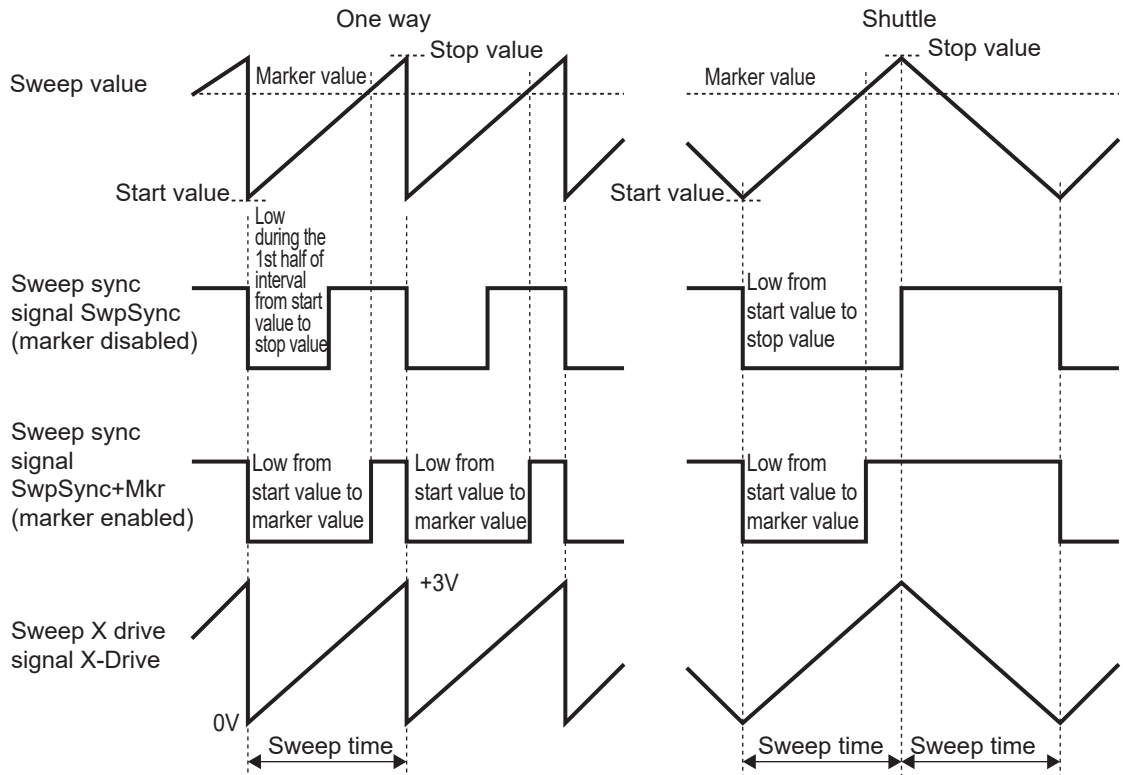 One way
Shuttle
Stop value
Stop value
Sweep value
Marker value
Marker value
Start value
Start value
Low
during the
1st half of
interval
from start
value to
stop value
Sweep sync
signal SwpSync
(marker disabled)
Low from
start value to
stop value
Sweep sync
signal
SwpSync+Mkr
(marker enabled)
Low from
start value to
marker value
Low from
start value to
marker value
Low from
start value to
marker value
+3V
Sweep X drive
signal X-Drive
0V
Sweep time
Sweep time
Sweep time